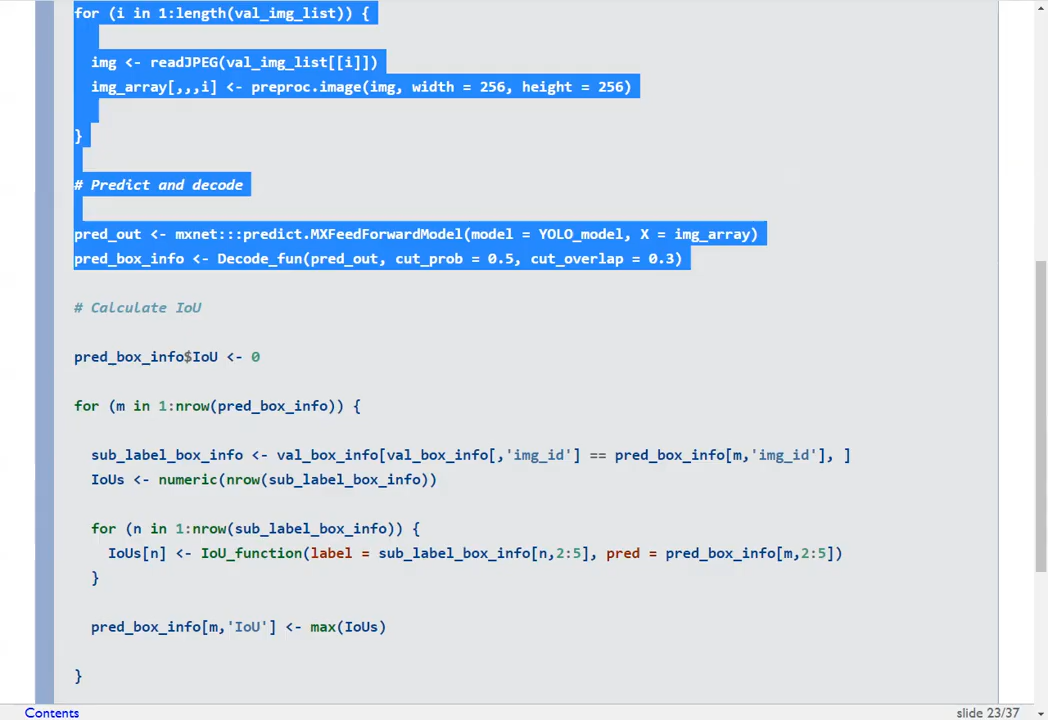 for (i in 1:length(val_img_list)) {
img <- readJPEG(val_img_list[[i]])
img_array[,,,i] <- preproc.image(img, width = 256, height = 256)
}
# Predict and decode
pred_out <- mxnet:::predict.MXFeedForwardModel(model = YOLO_model, X = img_array)
pred_box_info <- Decode_fun(pred_out, cut_prob = 0.5, cut_overlap = 0.3)
# Calculate IoU
pred_box_info$IoU <- 0
for (m in 1:nrow(pred_box_info)) {
sub_label_box_info <- val_box_info[val_box_info[,'img_id'] == pred_box_info[m,'img_id'], ]
IoUs <- numeric(nrow(sub_label_box_info))
for (n in 1:nrow(sub_label_box_info)) {
IoUs[n] <- IoU_function(label = sub_label_box_info[n,2:5], pred = pred_box_info[m,2:5])
}
pred_box_info[m,'IoU'] <- max(IoUs)
}
Contents
slide 23/37